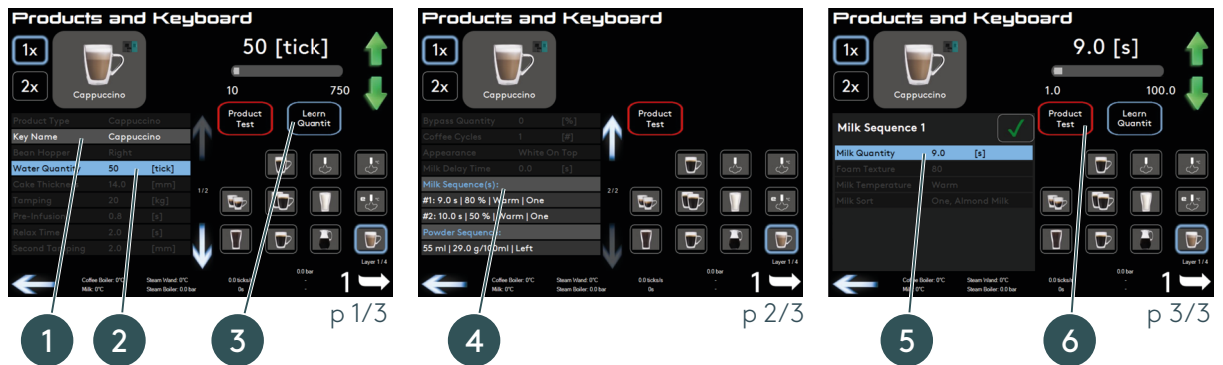 Products and Keyboard
1x
2x
Cappuccino
50 [tick]
10 750
Product Test
Learn Quantit
Product Type Cappuccino
Key Name Cappuccino
Bean Hopper Right
Water Quantity 50 [tick]
Cake Thickness 14.0 [mm]
Tamping 20 [kg]
Pre-Infusion 0.8 [s]
Relax Time 2.0 [s]
Second Tamping 2.0 [mm]
1/2
Layer 1/4
Coffee Boiler: 0°C Steam Wand: 0°C 0.0 ticks/s 0.0 bar
Milk: 0°C Steam Boiler: 0.0 bar 0s -
1
p 1/3
1
2
3
Products and Keyboard
1x
2x
Cappuccino
Product Test
Bypass Quantity 0 [%]
Coffee Cycles 1 [#]
Appearance White On Top
Milk Delay Time 0.0 [s]
Milk Sequence(s):
#1: 9.0 s | 80 % | Warm | One
#2: 10.0 s | 50 % | Warm | One
Powder Sequence:
55 ml | 29.0 g/100ml | Left
2/2
Layer 1/4
Coffee Boiler: 0°C Steam Wand: 0°C 0.0 ticks/s 0.0 bar
Milk: 0°C Steam Boiler: 0.0 bar 0s -
1
p 2/3
4
Products and Keyboard
1x
2x
Cappuccino
9.0 [s]
1.0 100.0
Product Test
Learn Quantit
Milk Sequence 1
Milk Quantity 9.0 [s]
Foam Texture 80
Milk Temperature Warm
Milk Sort One, Almond Milk
Layer 1/4
Coffee Boiler: 0°C Steam Wand: 0°C 0.0 ticks/s 0.0 bar
Milk: 0°C Steam Boiler: 0.0 bar 0s -
1
p 3/3
5
6